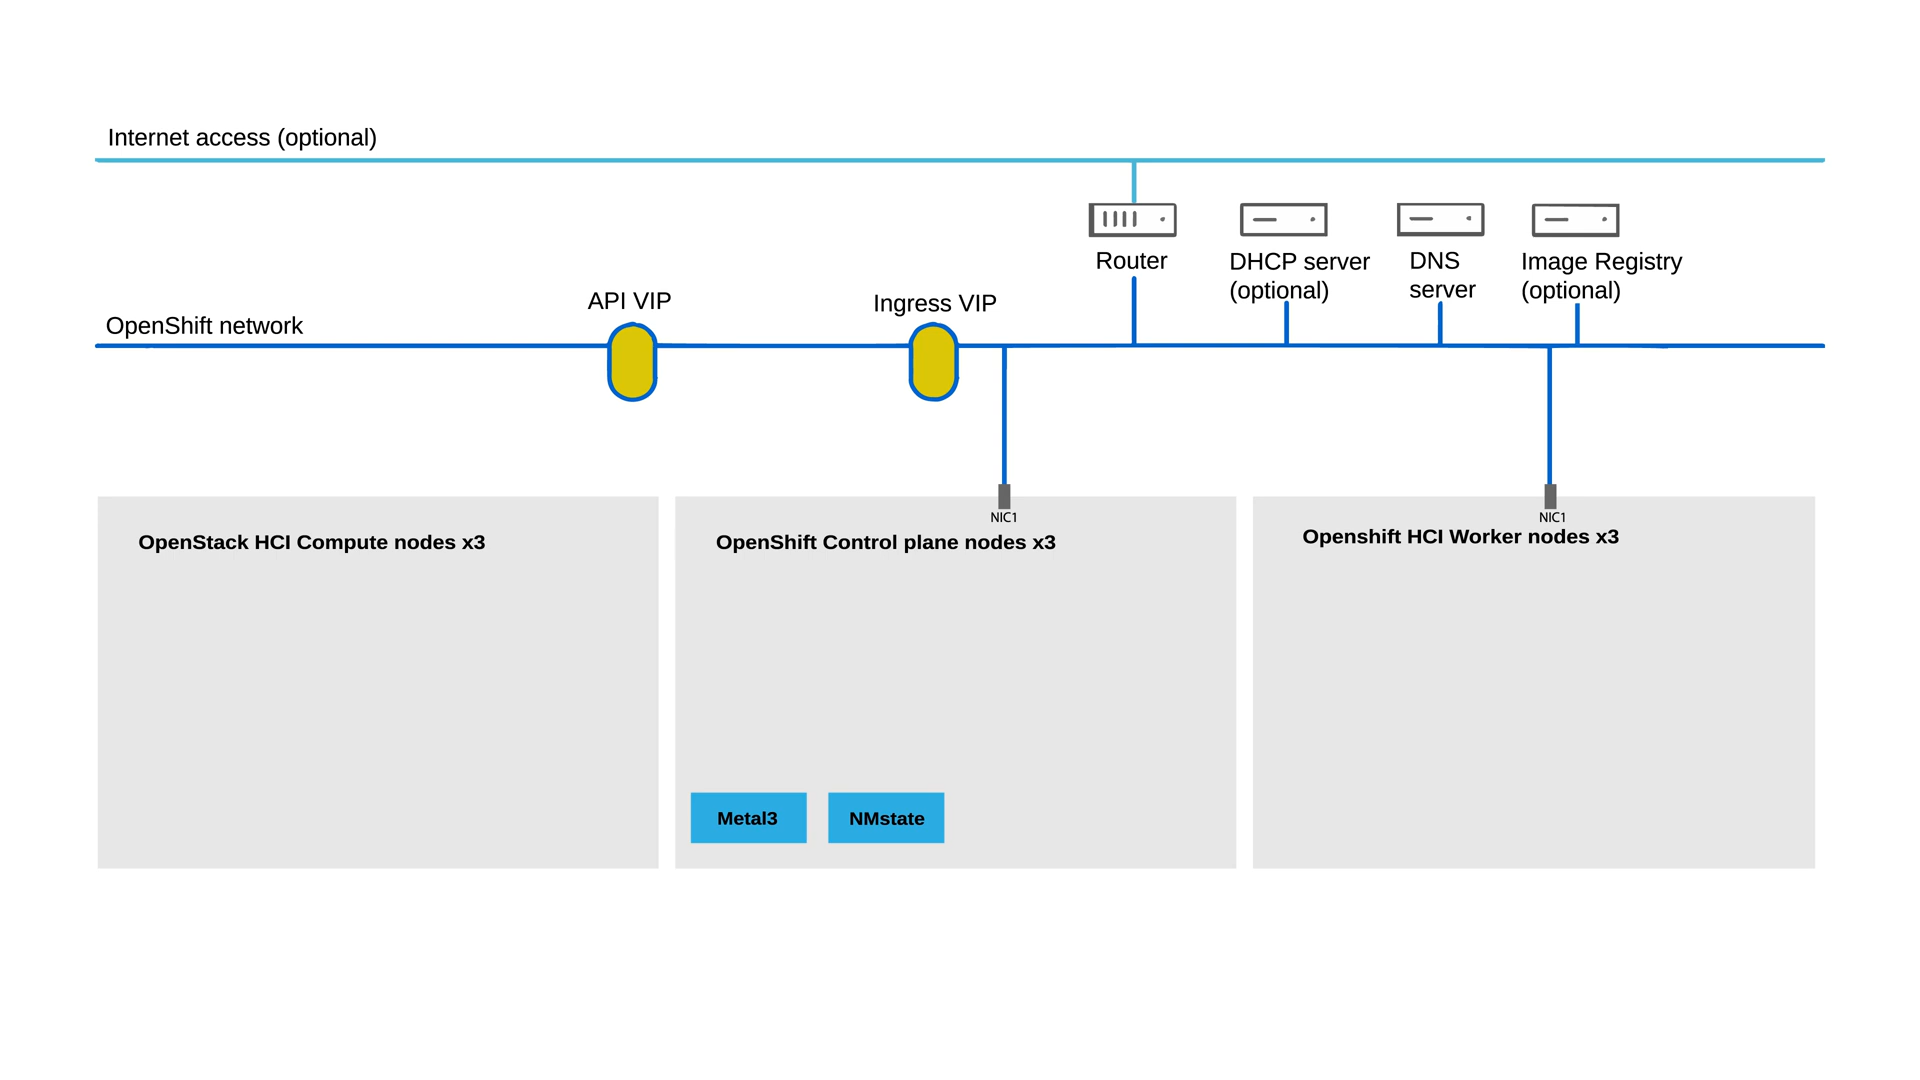 Internet access (optional)
Router
DHCP server
(optional)
DNS
server
Image Registry
(optional)
API VIP
Ingress VIP
OpenShift network
NIC1
NIC1
OpenStack HCI Compute nodes x3
OpenShift Control plane nodes x3
Openshift HCI Worker nodes x3
Metal3
NMstate